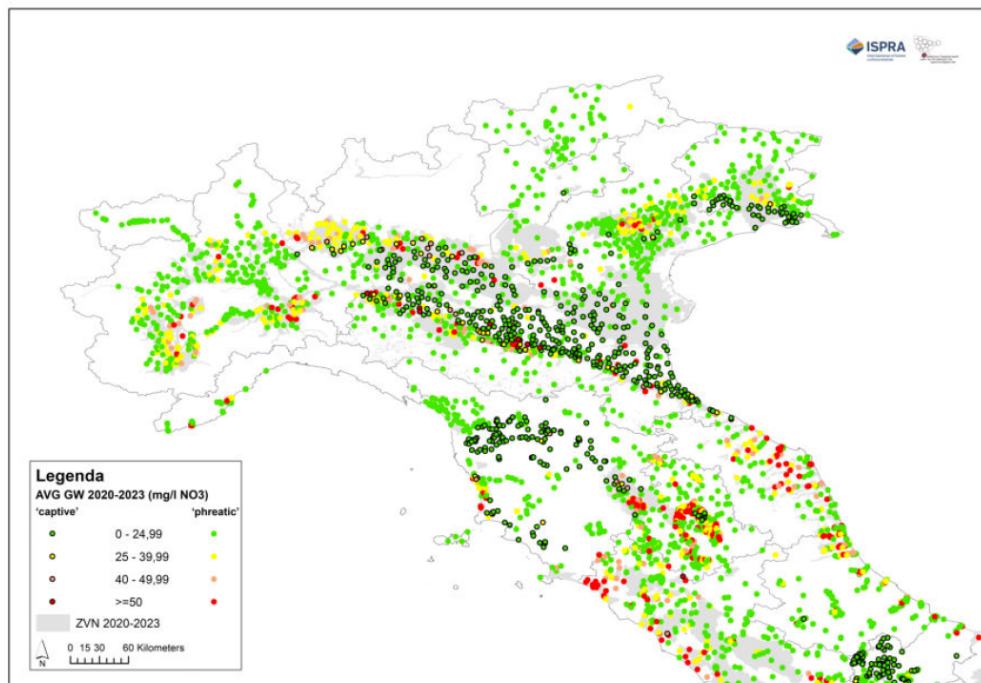 ISPRA
Legenda
AVG GW 2020-2023 (mg/l NO3)
'captive' 'phreatic'
0 - 24,99
25 - 39,99
40 - 49,99
>=50
ZVN 2020-2023
N
0 15 30 60 Kilometers